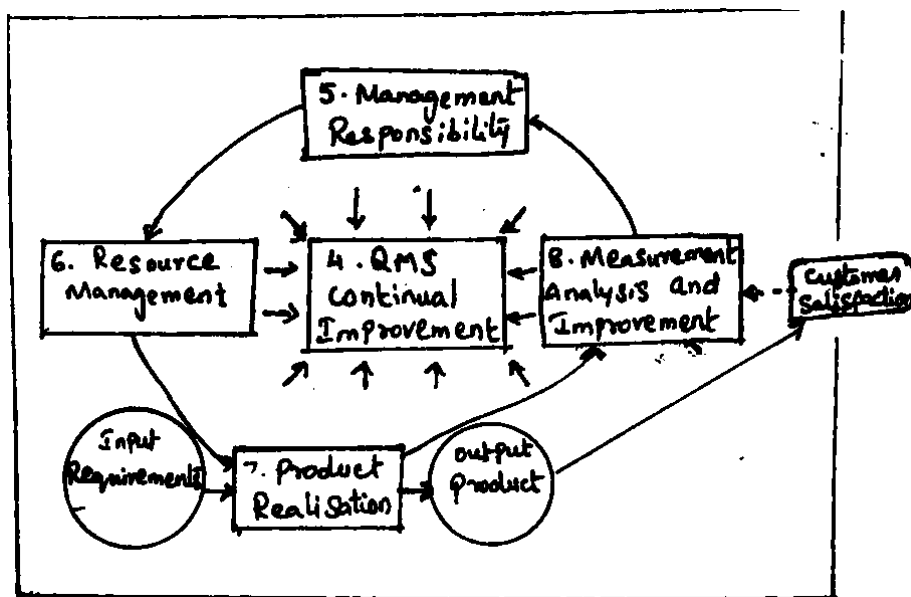 5. Management
Responsibility
6. Resource
Management
4. QMS
Continual
Improvement
8. Measurement
Analysis and
Improvement
Customer
Satisfaction
Input
Requirements
7. Product
Realisation
Output
Product